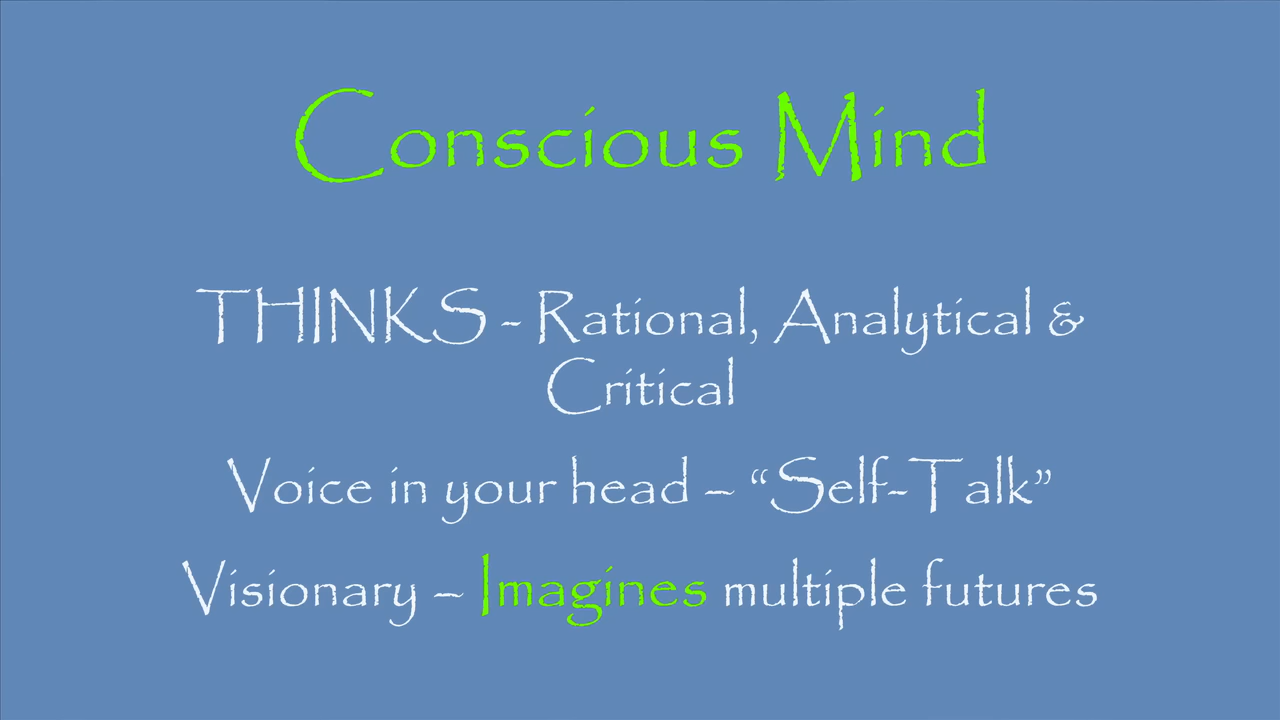 Conscious Mind
THINKS - Rational, Analytical &
Critical
Voice in your head – “Self-Talk”
Visionary – Imagines multiple futures